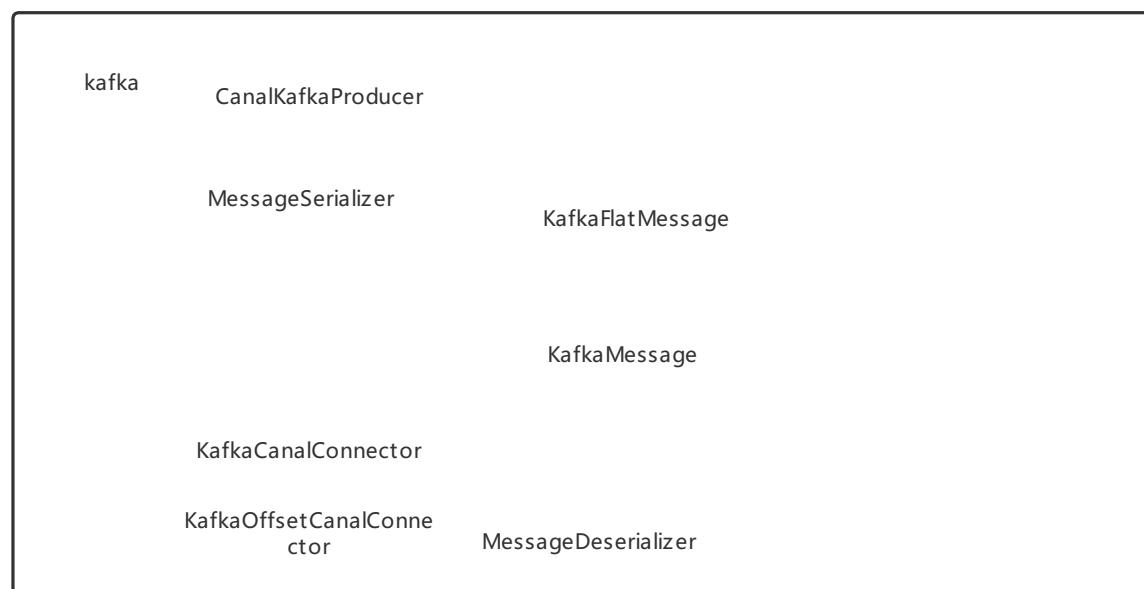 kafka
CanalKafkaProducer
MessageSerializer
KafkaFlatMessage
KafkaMessage
KafkaCanalConnector
KafkaOffsetCanalConne
ctor
MessageDeserializer